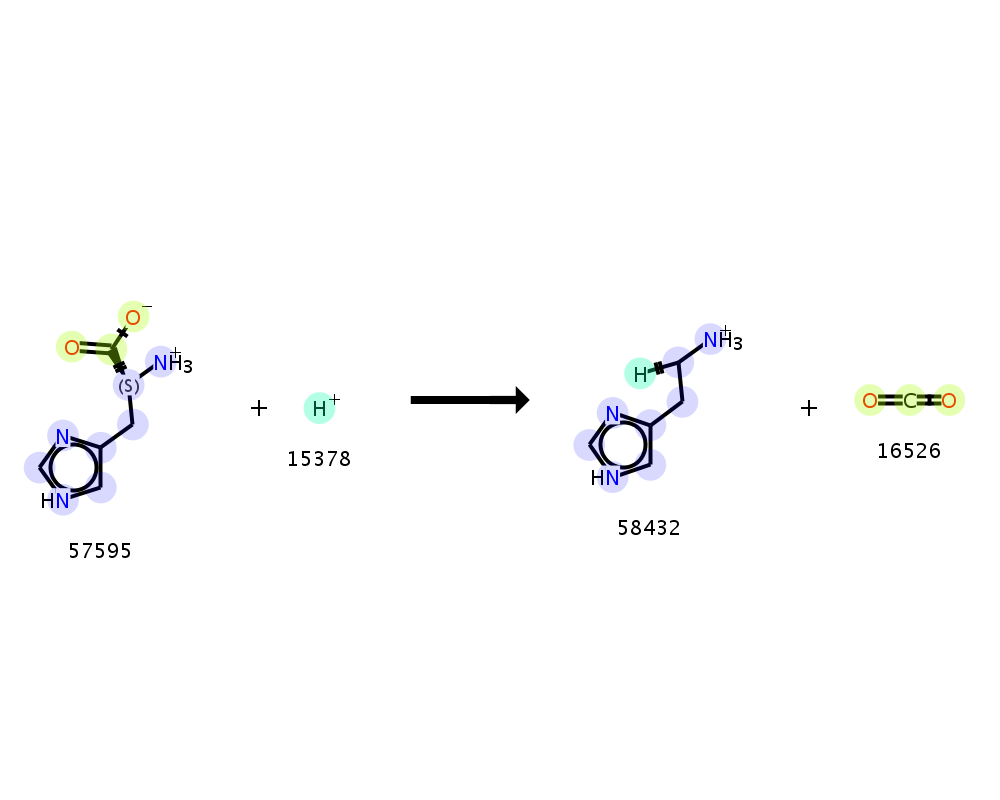 O−
O
NH3+
(S)
N
HN
57595
+
H+
15378
NH3+
H
N
HN
58432
+
O C O
16526